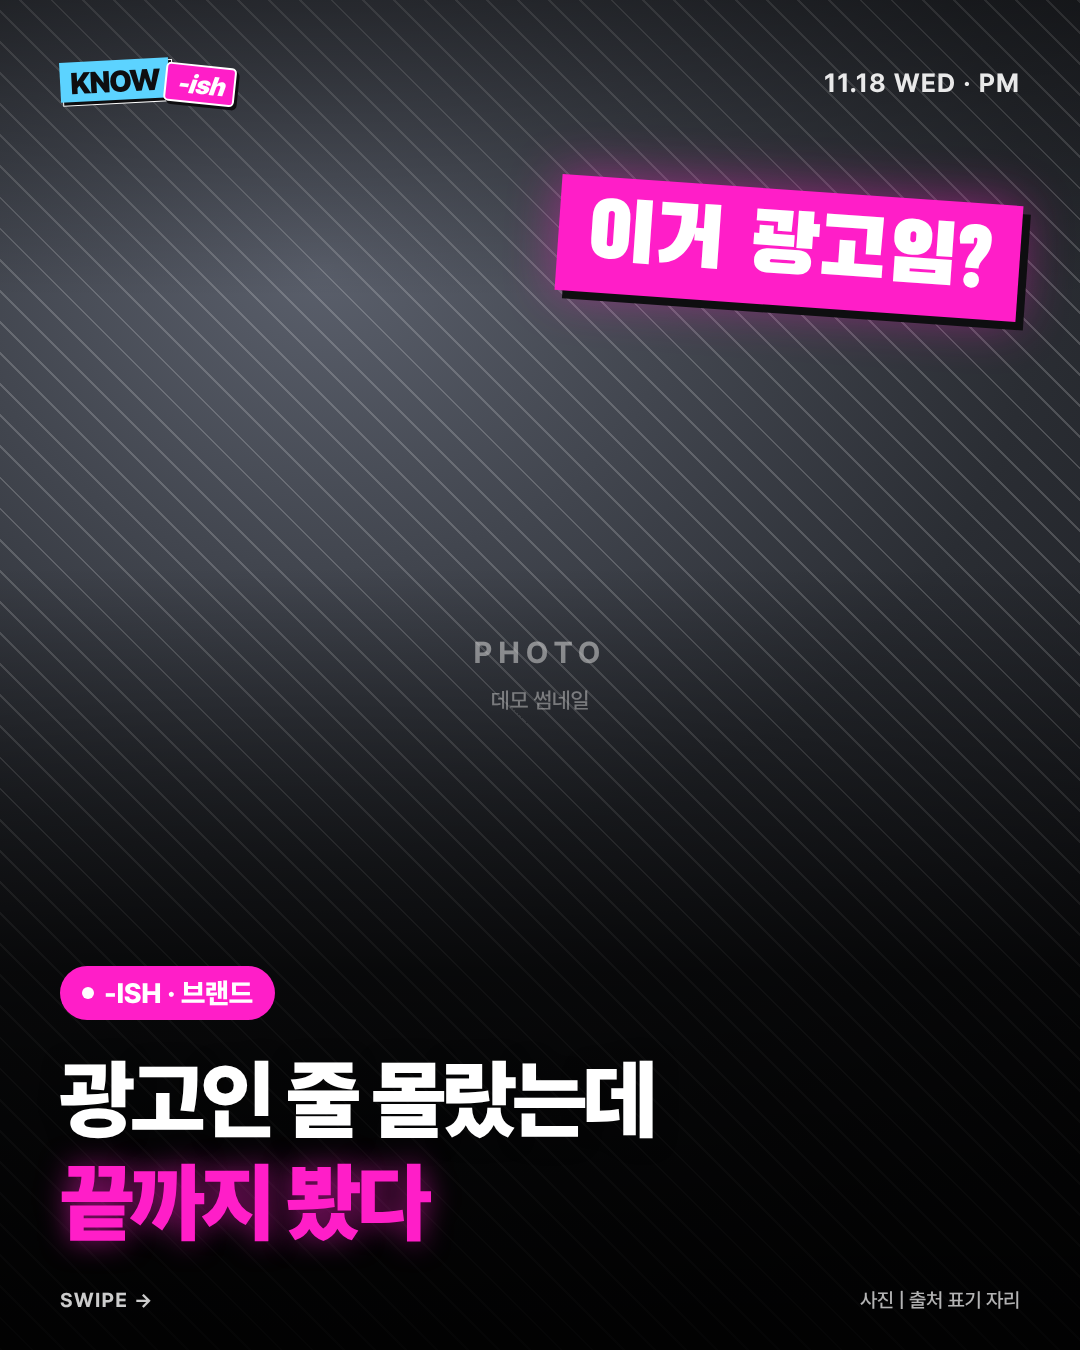 KNOW -ish
11.18 WED · PM
이거 광고임?
PHOTO
데모 썸네일
-ISH · 브랜드
광고인 줄 몰랐는데
끝까지 봤다
SWIPE →
사진 | 출처 표기 자리